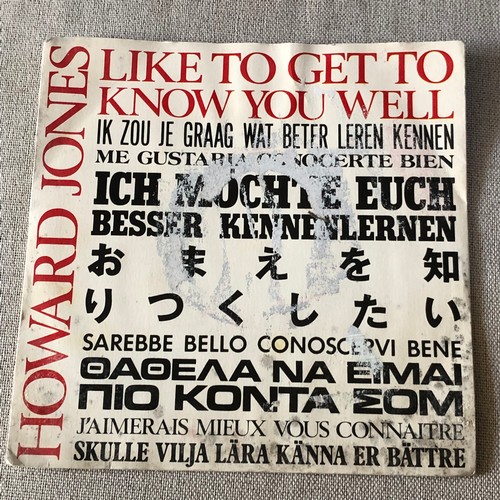 HOWARD JONES
LIKE TO GET TO
KNOW YOU WELL
IK ZOU JE GRAAG WAT BETER LEREN KENNEN
ME GUSTARIA CONOCERTE BIEN
ICH MÖCHTE EUCH
BESSER KENNENLERNEN
おまえを知
りつくしたい
SAREBBE BELLO CONOSCERVI BENE
ΘΑΘΕΛΑ ΝΑ ΕΙΜΑΙ
ΠΙΟ ΚΟΝΤΑ ΣΟΜ
J'AIMERAIS MIEUX VOUS CONNAITRE
SKULLE VILJA LÄRA KÄNNA ER BÄTTRE